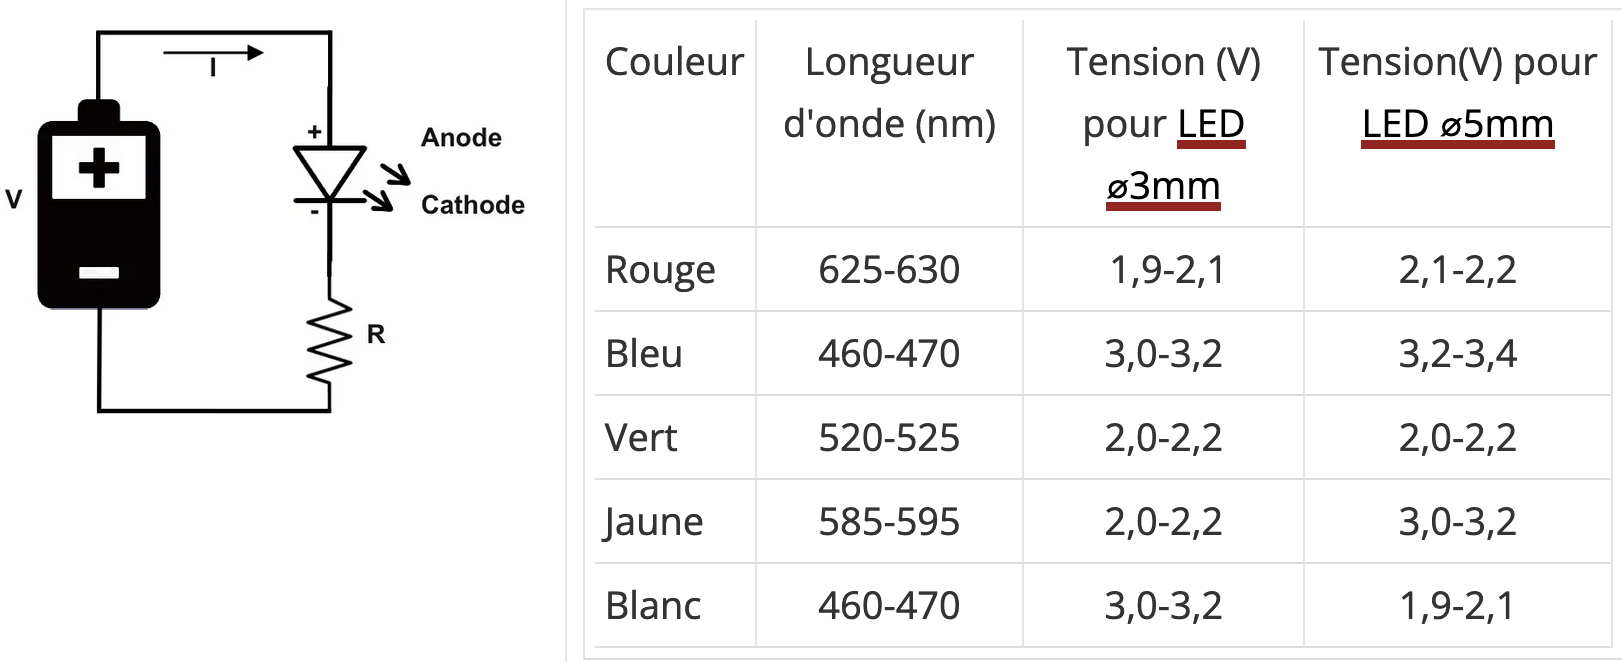 I
+
Anode
V
Cathode
-
R
Couleur Longueur d'onde (nm) Tension (V) pour LED ø3mm Tension(V) pour LED ø5mm
Rouge 625-630 1,9-2,1 2,1-2,2
Bleu 460-470 3,0-3,2 3,2-3,4
Vert 520-525 2,0-2,2 2,0-2,2
Jaune 585-595 2,0-2,2 3,0-3,2
Blanc 460-470 3,0-3,2 1,9-2,1